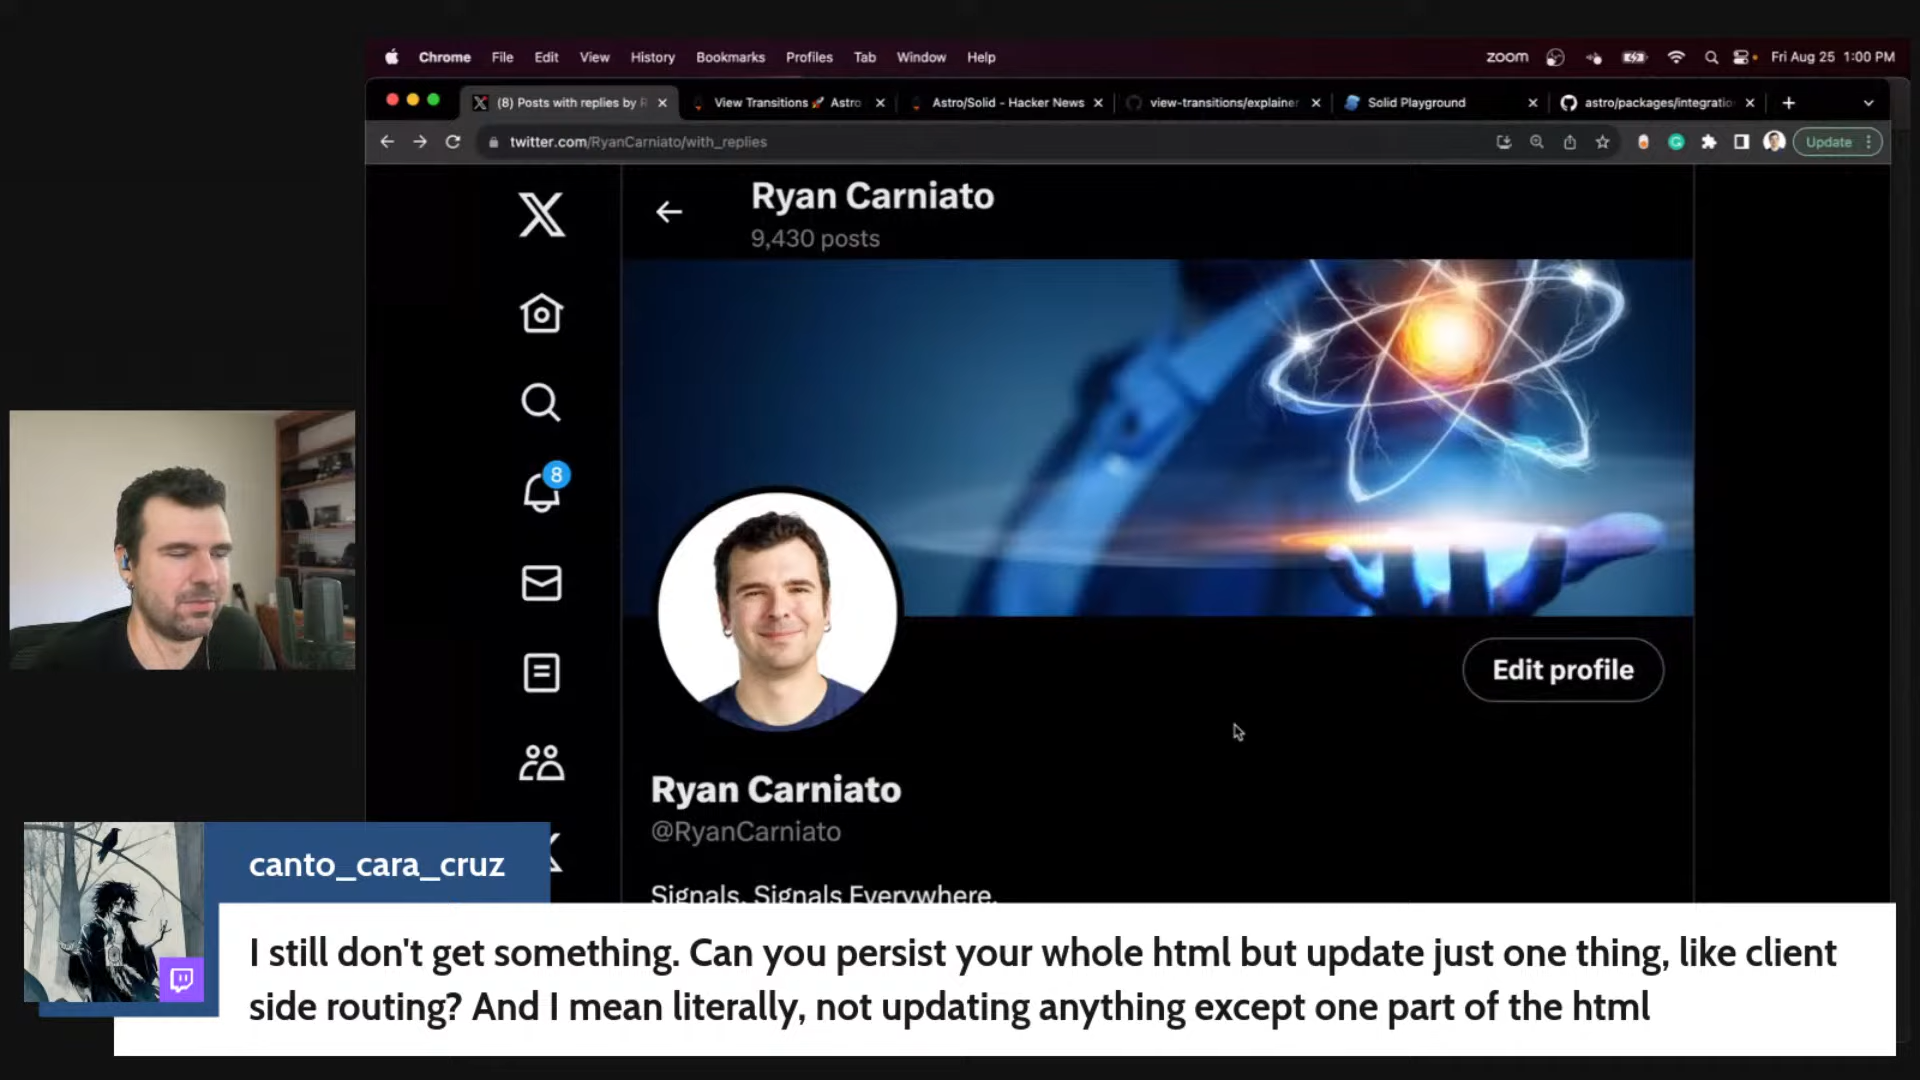 Chrome File Edit View History Bookmarks Profiles Tab Window Help
zoom Fri Aug 25 1:00 PM
(8) Posts with replies by R
View Transitions 🚀 Astro
Astro/Solid - Hacker News
view-transitions/explainer
Solid Playground
astro/packages/integratio
twitter.com/RyanCarniato/with_replies
Update
Ryan Carniato
9,430 posts
8
Edit profile
Ryan Carniato
@RyanCarniato
Signals. Signals Everywhere.
canto_cara_cruz
I still don't get something. Can you persist your whole html but update just one thing, like client
side routing? And I mean literally, not updating anything except one part of the html